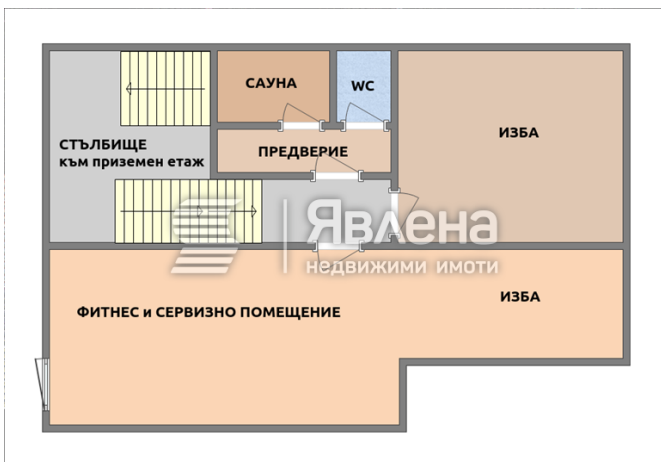 САУНА
WC
СТЪЛБИЩЕ
към приземен етаж
ПРЕДВЕРИЕ
ИЗБА
Явлена
недвижими имоти
ИЗБА
ФИТНЕС и СЕРВИЗНО ПОМЕЩЕНИЕ